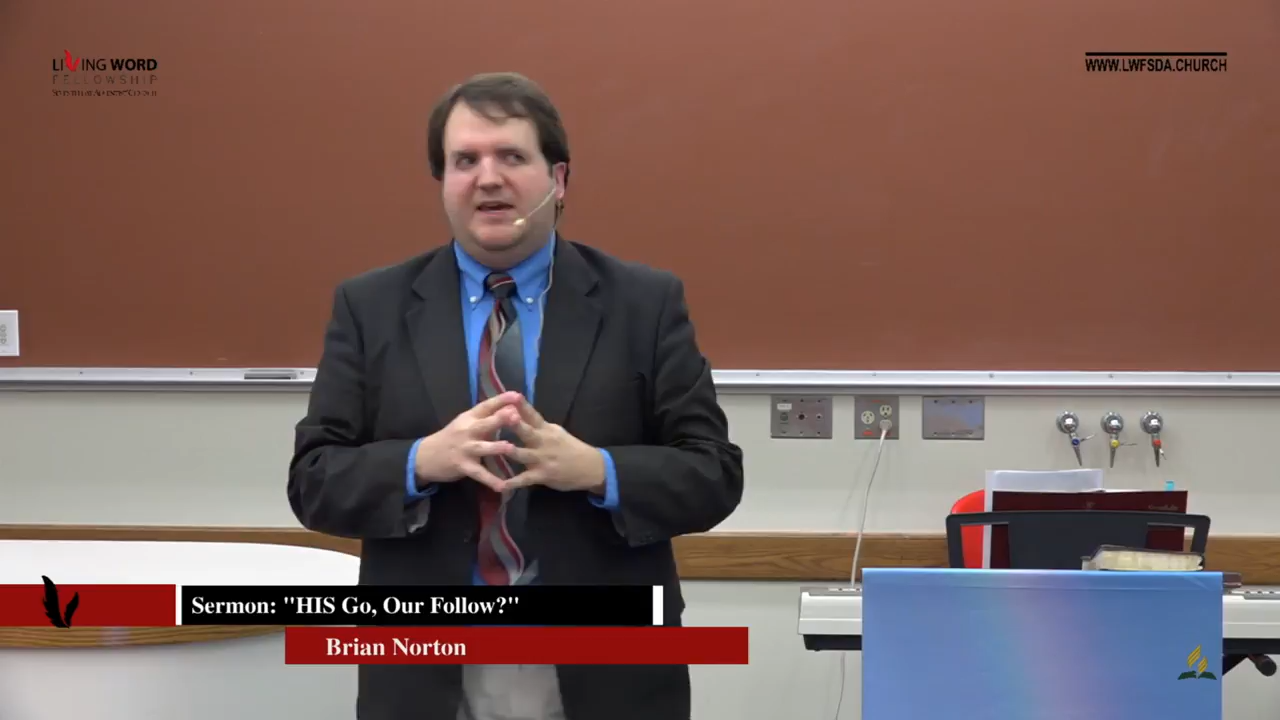 LIVING WORD
FELLOWSHIP
WWW.LWFSDA.CHURCH
Sermon: "HIS Go, Our Follow?"
Brian Norton